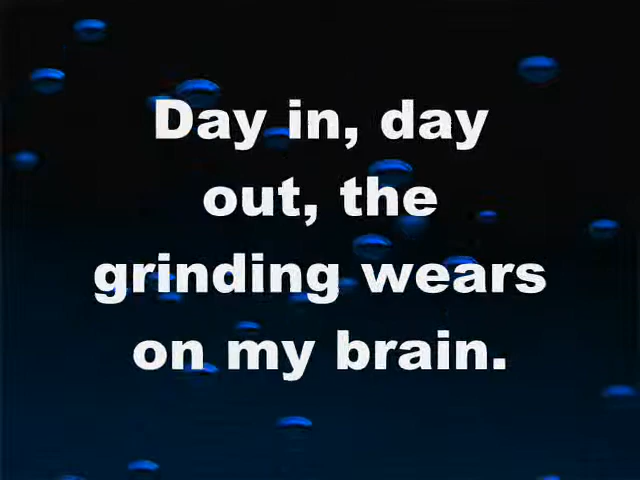 Day in, day
out, the
grinding wears
on my brain.